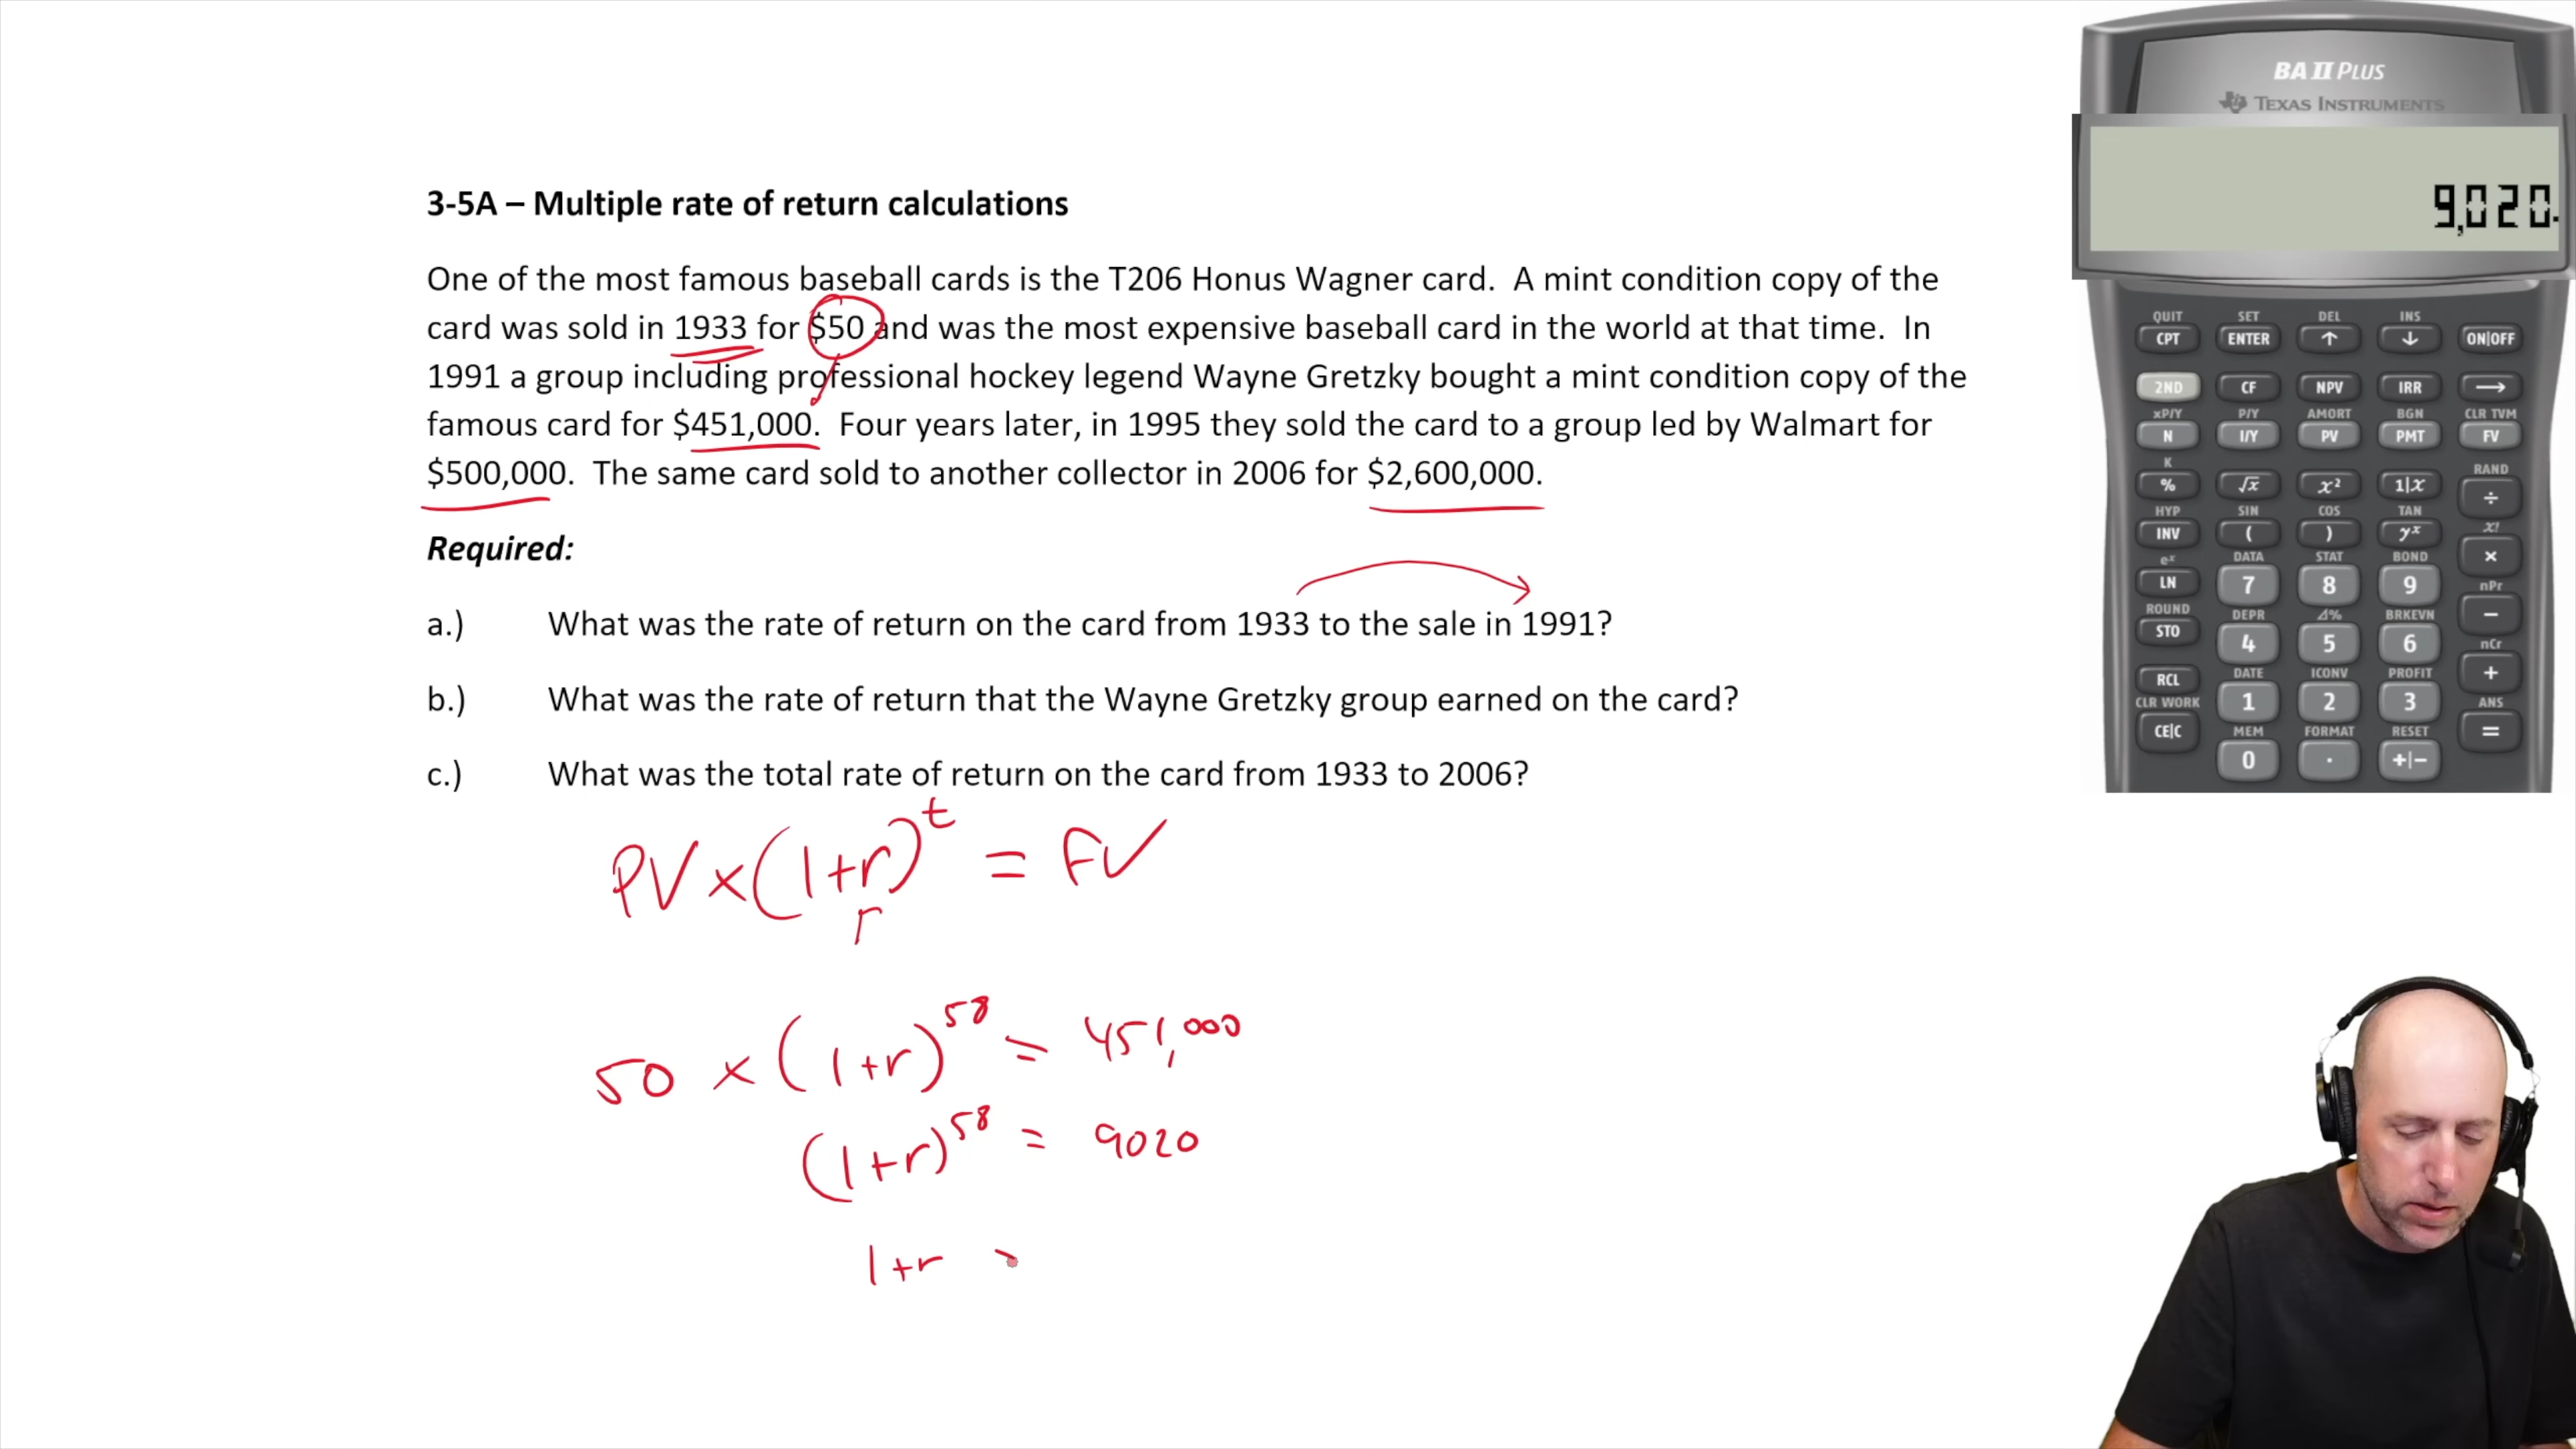 BA II PLUS
TEXAS INSTRUMENTS
9,020.
3-5A – Multiple rate of return calculations
One of the most famous baseball cards is the T206 Honus Wagner card. A mint condition copy of the
card was sold in 1933 for $50 and was the most expensive baseball card in the world at that time. In
1991 a group including professional hockey legend Wayne Gretzky bought a mint condition copy of the
famous card for $451,000. Four years later, in 1995 they sold the card to a group led by Walmart for
$500,000. The same card sold to another collector in 2006 for $2,600,000.
Required:
a.) What was the rate of return on the card from 1933 to the sale in 1991?
b.) What was the rate of return that the Wayne Gretzky group earned on the card?
c.) What was the total rate of return on the card from 1933 to 2006?
PV x (1+r)^t = FV
r
50 x (1+r)^58 = 451,000
(1+r)^58 = 9020
1+r
QUIT SET DEL INS
CPT ENTER ↑ ↓ ON|OFF
2ND CF NPV IRR →
xP/Y P/Y AMORT BGN CLR TVM
N I/Y PV PMT FV
K RAND
% √x x² 1|x ÷
HYP SIN COS TAN x!
INV ( ) yˣ ×
eˣ DATA STAT BOND nPr
LN 7 8 9 −
ROUND DEPR Δ% BRKEVN nCr
STO 4 5 6 +
DATE ICONV PROFIT ANS
RCL 1 2 3 =
CLR WORK MEM FORMAT RESET
CE|C 0 . +|−